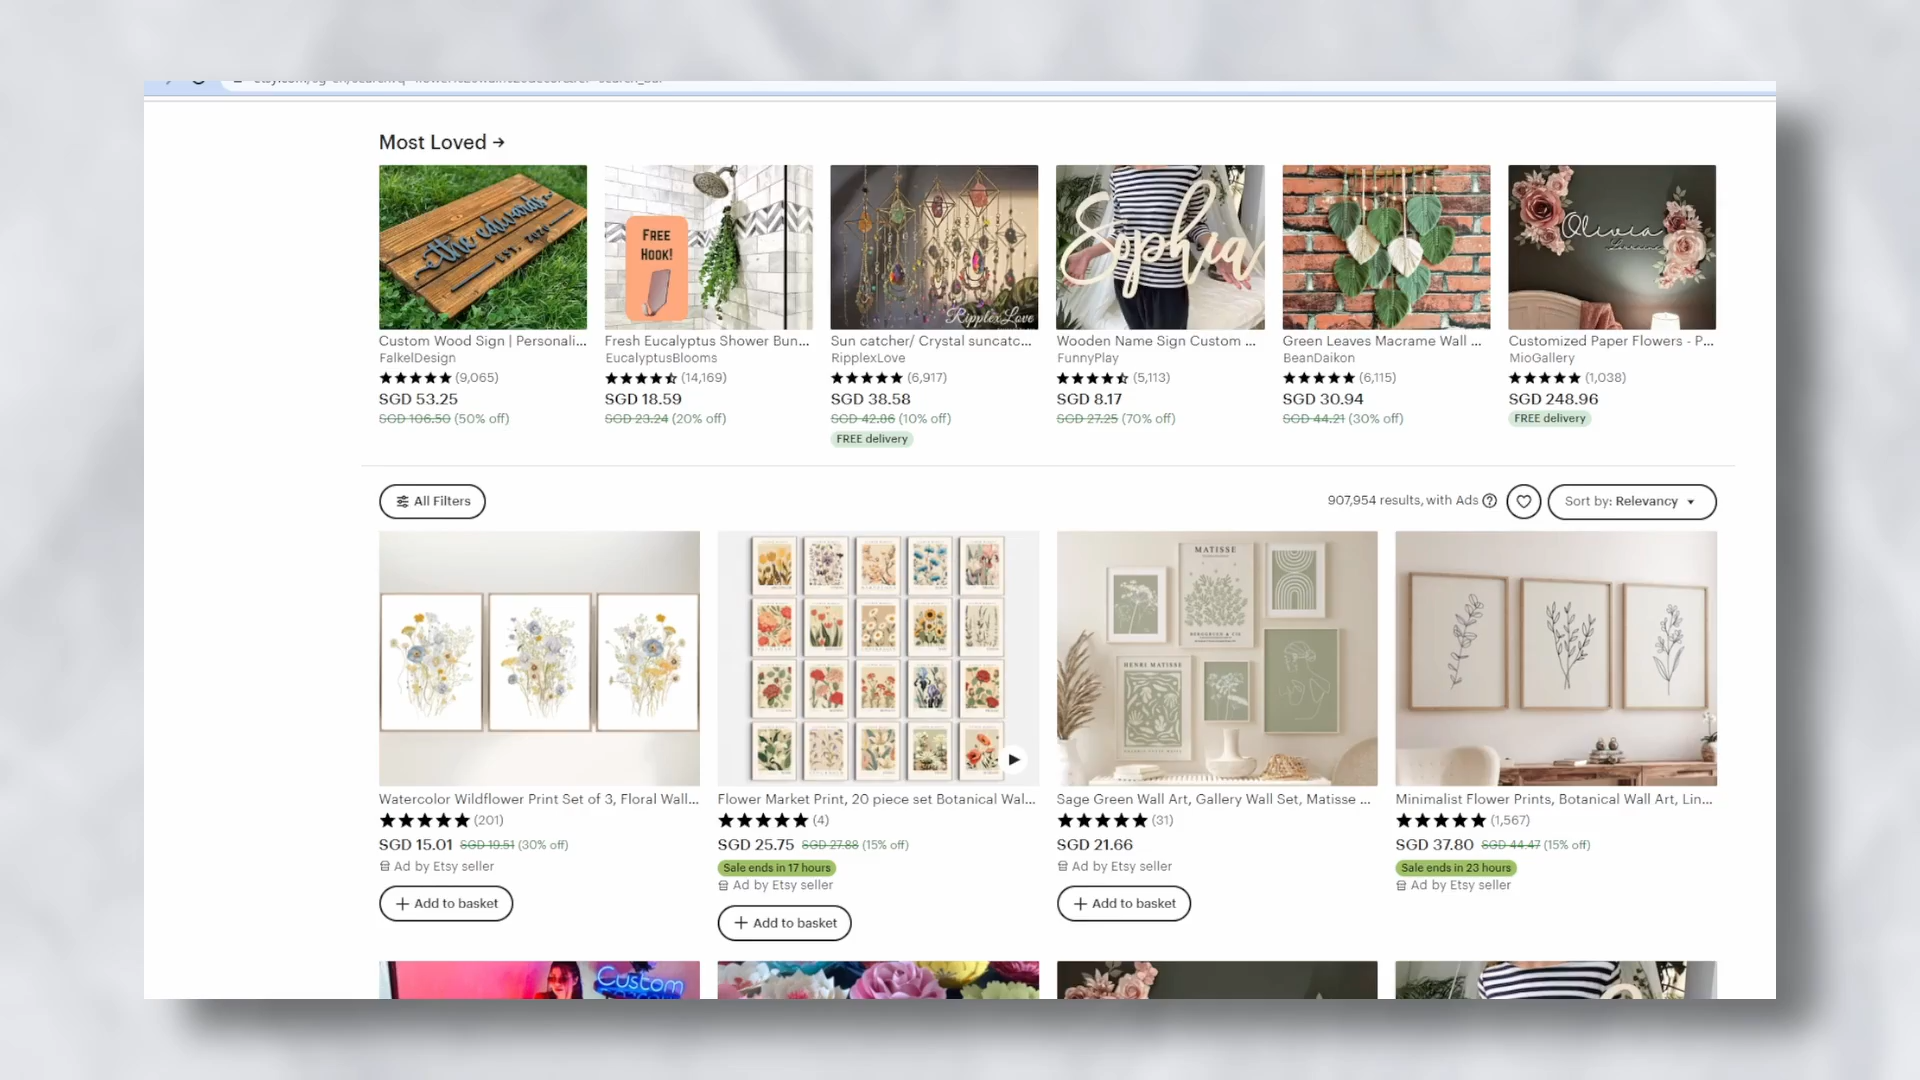 Most Loved →
the edwards
EST. 2020
FREE
HOOK!
RipplexLove
Sophia
Olivia
Custom Wood Sign | Personali...
Fresh Eucalyptus Shower Bun...
Sun catcher/ Crystal suncatc...
Wooden Name Sign Custom ...
Green Leaves Macrame Wall ...
Customized Paper Flowers - P...
FalkelDesign
EucalyptusBlooms
RipplexLove
FunnyPlay
BeanDaikon
MioGallery
(9,065)
(14,169)
(6,917)
(5,113)
(6,115)
(1,038)
SGD 53.25
SGD 18.59
SGD 38.58
SGD 8.17
SGD 30.94
SGD 248.96
SGD 106.50 (50% off)
SGD 23.24 (20% off)
SGD 42.86 (10% off)
SGD 27.25 (70% off)
SGD 44.21 (30% off)
FREE delivery
FREE delivery
All Filters
907,954 results, with Ads
Sort by: Relevancy
MATISSE
HENRI MATISSE
Watercolor Wildflower Print Set of 3, Floral Wall...
Flower Market Print, 20 piece set Botanical Wal...
Sage Green Wall Art, Gallery Wall Set, Matisse ...
Minimalist Flower Prints, Botanical Wall Art, Lin...
(201)
(4)
(31)
(1,567)
SGD 15.01 SGD 19.51 (30% off)
SGD 25.75 SGD 27.88 (15% off)
SGD 21.66
SGD 37.80 SGD 44.47 (15% off)
Ad by Etsy seller
Sale ends in 17 hours
Ad by Etsy seller
Sale ends in 23 hours
Ad by Etsy seller
Ad by Etsy seller
+ Add to basket
+ Add to basket
+ Add to basket
Custom